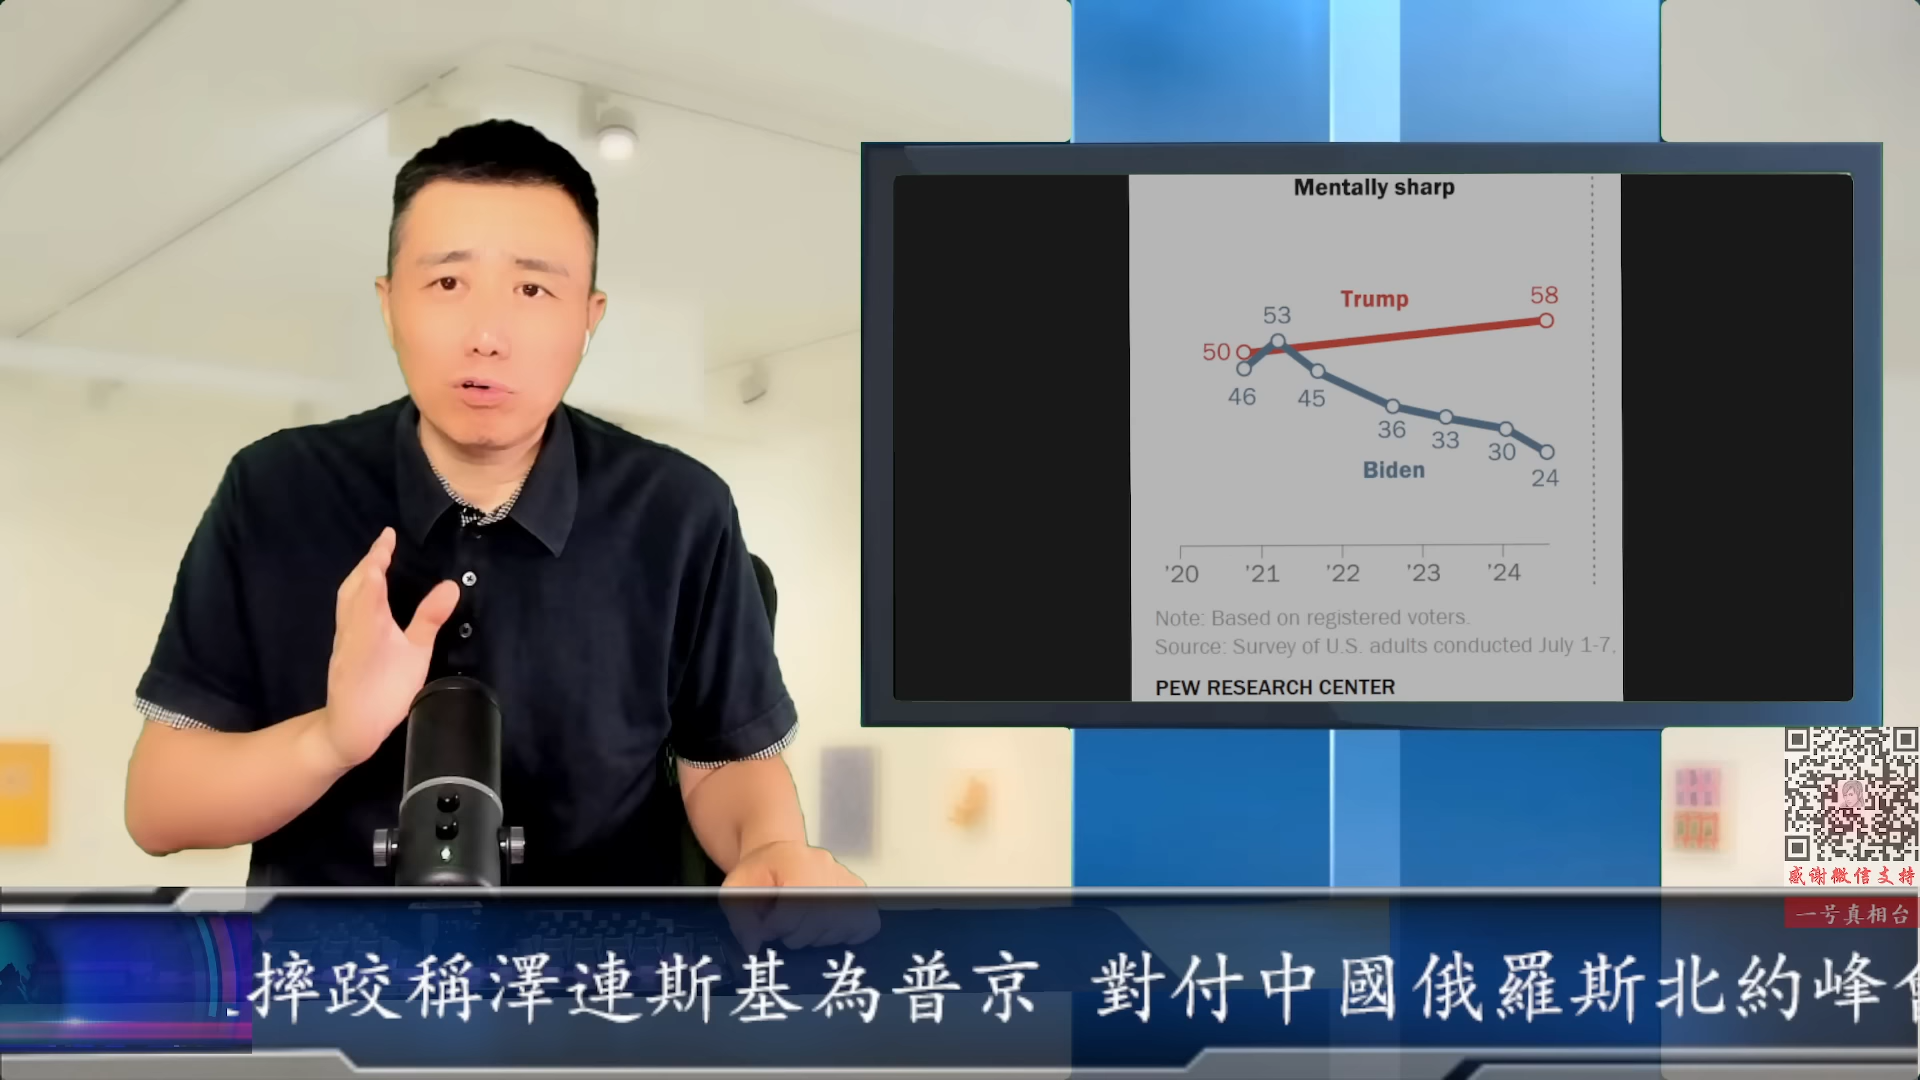 Mentally sharp
Trump
58
53
50
46
45
36
33
30
24
Biden
'20 '21 '22 '23 '24
Note: Based on registered voters.
Source: Survey of U.S. adults conducted July 1-7,
PEW RESEARCH CENTER
感谢微信支持
一号真相台
摔跤稱澤連斯基為普京 對付中國俄羅斯北約峰會